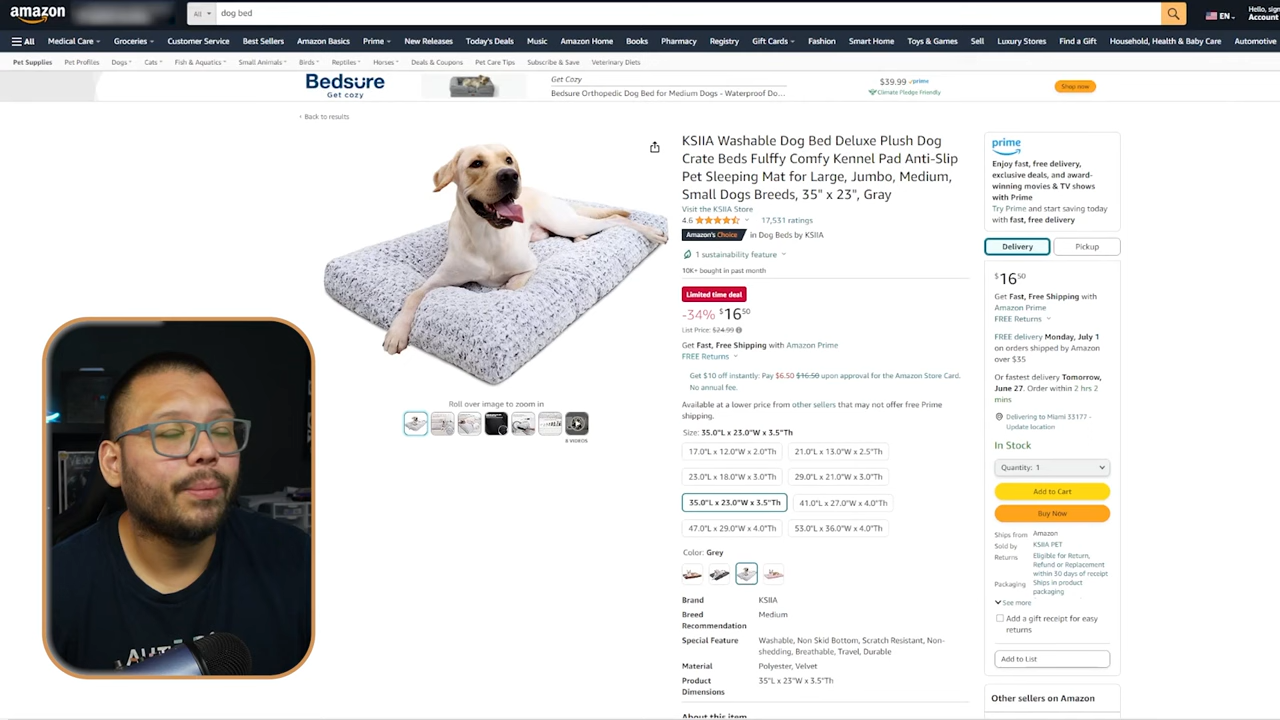 amazon
All
dog bed
EN
Hello, sign
Account
All
Medical Care
Groceries
Customer Service
Best Sellers
Amazon Basics
Prime
New Releases
Today's Deals
Music
Amazon Home
Books
Pharmacy
Registry
Gift Cards
Fashion
Smart Home
Toys & Games
Sell
Luxury Stores
Find a Gift
Household, Health & Baby Care
Automotive
Pet Supplies
Pet Profiles
Dogs
Cats
Fish & Aquatics
Small Animals
Birds
Reptiles
Horses
Deals & Coupons
Pet Care Tips
Subscribe & Save
Veterinary Diets
Bedsure
Get cozy
Get Cozy
Bedsure Orthopedic Dog Bed for Medium Dogs - Waterproof Do...
$39.99 prime
Climate Pledge Friendly
Shop now
‹ Back to results
KSIIA Washable Dog Bed Deluxe Plush Dog
Crate Beds Fulffy Comfy Kennel Pad Anti-Slip
Pet Sleeping Mat for Large, Jumbo, Medium,
Small Dogs Breeds, 35" x 23", Gray
Visit the KSIIA Store
4.6
17,531 ratings
Amazon's Choice
in Dog Beds by KSIIA
1 sustainability feature
10K+ bought in past month
Limited time deal
-34% $16 50
List Price: $24.99
Get Fast, Free Shipping with Amazon Prime
FREE Returns
Get $10 off instantly: Pay $6.50 $16.50 upon approval for the Amazon Store Card.
No annual fee.
Available at a lower price from other sellers that may not offer free Prime
shipping.
Size: 35.0"L x 23.0"W x 3.5"Th
17.0"L x 12.0"W x 2.0"Th
21.0"L x 13.0"W x 2.5"Th
23.0"L x 18.0"W x 3.0"Th
29.0"L x 21.0"W x 3.0"Th
35.0"L x 23.0"W x 3.5"Th
41.0"L x 27.0"W x 4.0"Th
47.0"L x 29.0"W x 4.0"Th
53.0"L x 36.0"W x 4.0"Th
Color: Grey
Brand
KSIIA
Breed
Recommendation
Medium
Special Feature
Washable, Non Skid Bottom, Scratch Resistant, Non-
shedding, Breathable, Travel, Durable
Material
Polyester, Velvet
Product
Dimensions
35"L x 23"W x 3.5"Th
About this item
Roll over image to zoom in
6 VIDEOS
prime
Enjoy fast, free delivery,
exclusive deals, and award-
winning movies & TV shows
with Prime
Try Prime and start saving today
with fast, free delivery
Delivery
Pickup
$16 50
Get Fast, Free Shipping with
Amazon Prime
FREE Returns
FREE delivery Monday, July 1
on orders shipped by Amazon
over $35
Or fastest delivery Tomorrow,
June 27. Order within 2 hrs 2
mins
Delivering to Miami 33177 -
Update location
In Stock
Quantity: 1
Add to Cart
Buy Now
Ships from
Amazon
Sold by
KSIIA PET
Returns
Eligible for Return,
Refund or Replacement
within 30 days of receipt
Packaging
Ships in product
packaging
See more
Add a gift receipt for easy
returns
Add to List
Other sellers on Amazon